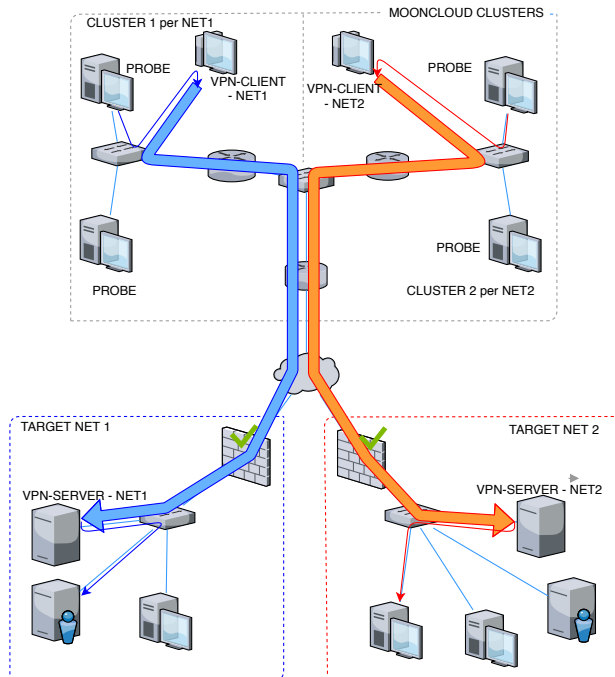 CLUSTER 1 per NET1
MOONCLOUD CLUSTERS
PROBE
VPN-CLIENT
- NET1
VPN-CLIENT
- NET2
PROBE
PROBE
PROBE
CLUSTER 2 per NET2
TARGET NET 1
TARGET NET 2
VPN-SERVER - NET1
VPN-SERVER - NET2